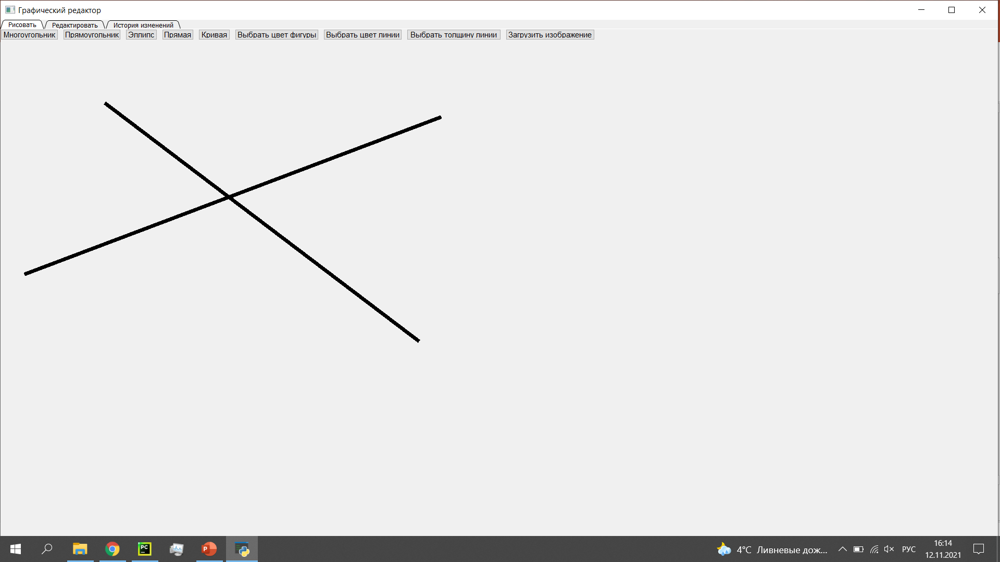 Графический редактор
Рисовать Редактировать История изменений
Многоугольник Прямоугольник Эллипс Прямая Кривая Выбрать цвет фигуры Выбрать цвет линии Выбрать толщину линии Загрузить изображение
PC P 4°C Ливневые дож... РУС 16:14
12.11.2021